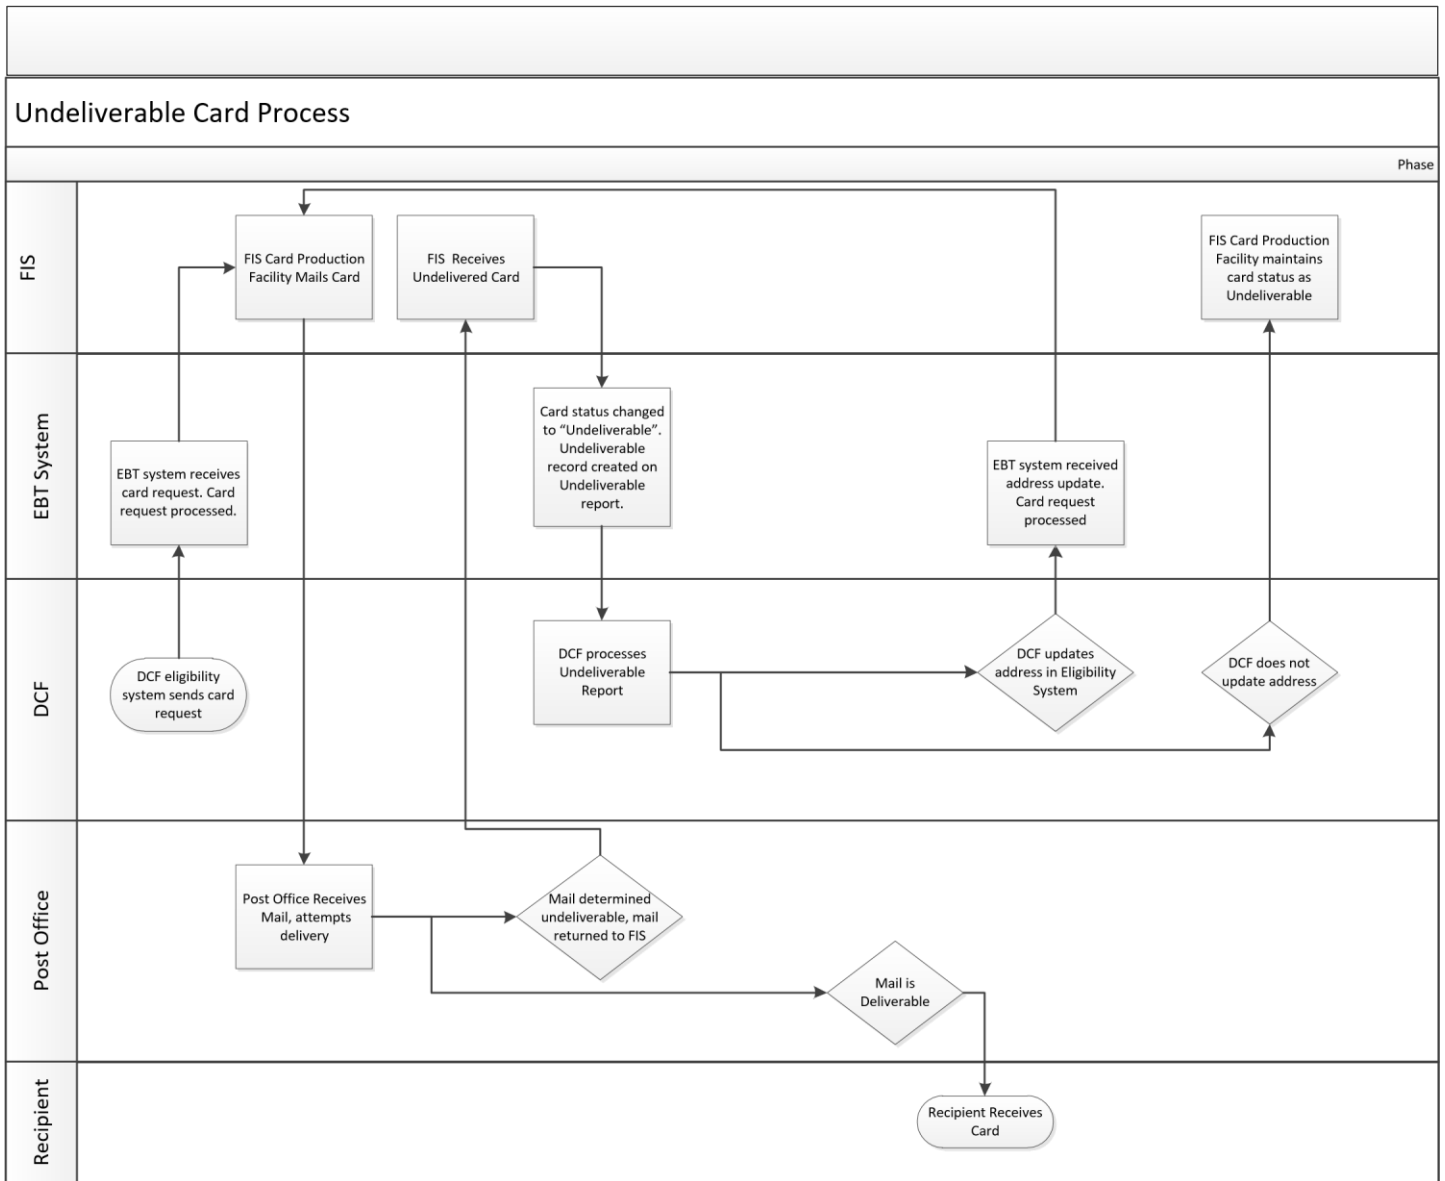 Undeliverable Card Process
Phase
FIS
FIS Card Production
Facility Mails Card
FIS  Receives
Undelivered Card
FIS Card Production
Facility maintains
card status as
Undeliverable
EBT System
EBT system receives
card request. Card
request processed.
Card status changed
to “Undeliverable”.
Undeliverable
record created on
Undeliverable
report.
EBT system received
address update.
Card request
processed
DCF
DCF eligibility
system sends card
request
DCF processes
Undeliverable
Report
DCF updates
address in Eligibility
System
DCF does not
update address
Post Office
Post Office Receives
Mail, attempts
delivery
Mail determined
undeliverable, mail
returned to FIS
Mail is
Deliverable
Recipient
Recipient Receives
Card